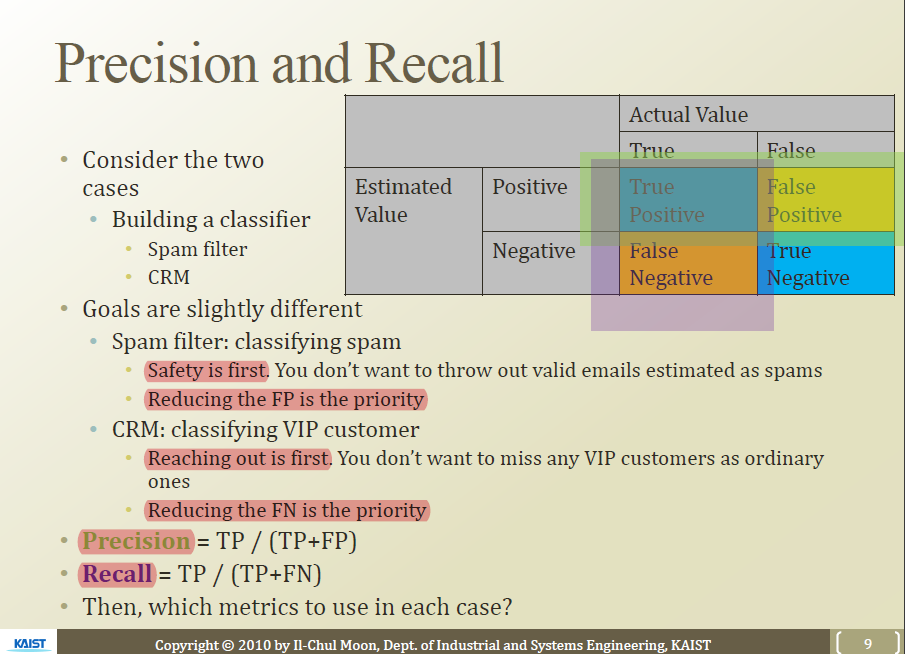 Precision and Recall
Actual Value
True
False
Estimated
Value
Positive
True
Positive
False
Positive
Negative
False
Negative
True
Negative
• Consider the two
cases
• Building a classifier
• Spam filter
• CRM
• Goals are slightly different
• Spam filter: classifying spam
• Safety is first. You don’t want to throw out valid emails estimated as spams
• Reducing the FP is the priority
• CRM: classifying VIP customer
• Reaching out is first. You don’t want to miss any VIP customers as ordinary
ones
• Reducing the FN is the priority
• Precision = TP / (TP+FP)
• Recall = TP / (TP+FN)
• Then, which metrics to use in each case?
KAIST
Copyright © 2010 by Il-Chul Moon, Dept. of Industrial and Systems Engineering, KAIST
9